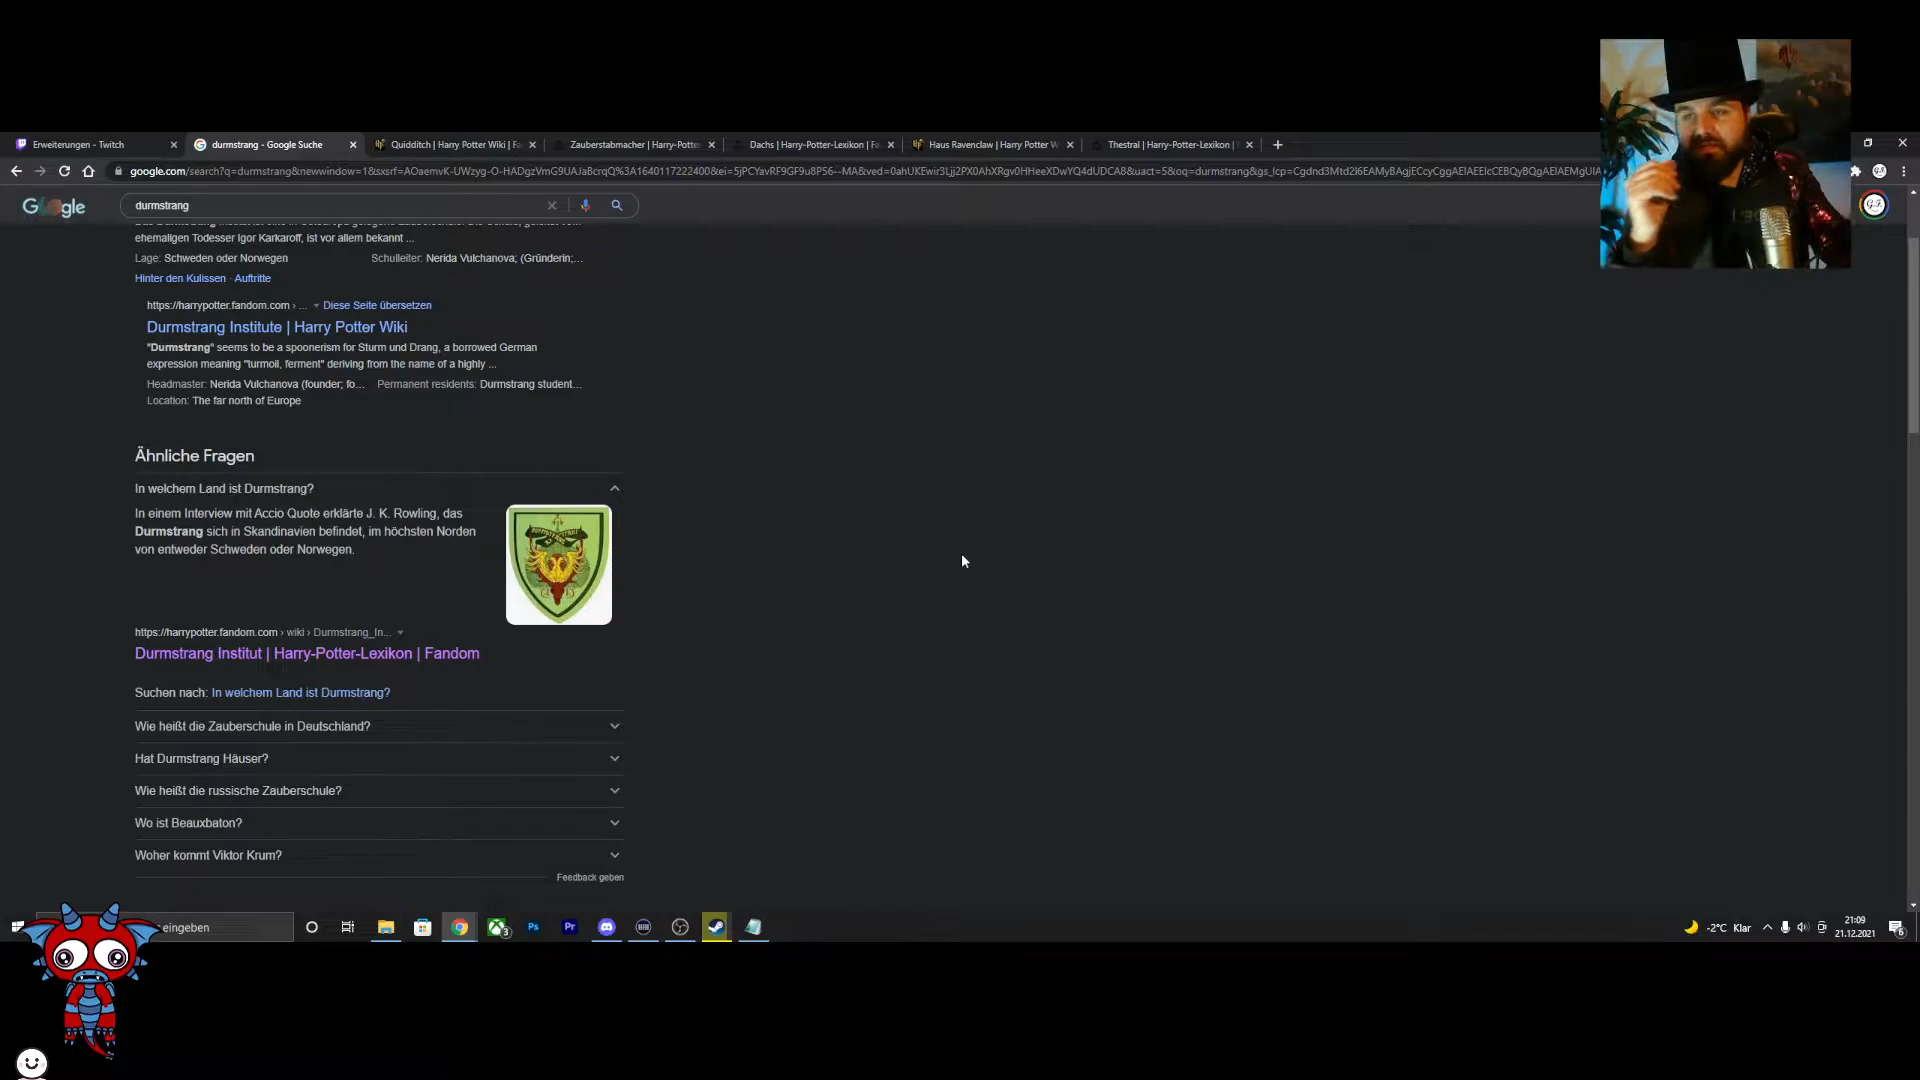 Erweiterungen - Twitch
durmstrang - Google Suche
Quidditch | Harry Potter Wiki | Fa
Zauberstabmacher | Harry-Potter
Dachs | Harry-Potter-Lexikon | Fa
Haus Ravenclaw | Harry Potter W
Thestral | Harry-Potter-Lexikon |
Google
durmstrang
ehemaligen Todesser Igor Karkaroff, ist vor allem bekannt ...
Lage: Schweden oder Norwegen
Schulleiter: Nerida Vulchanova; (Gründerin;...
Hinter den Kulissen · Auftritte
https://harrypotter.fandom.com › ... Diese Seite übersetzen
Durmstrang Institute | Harry Potter Wiki
"Durmstrang" seems to be a spoonerism for Sturm und Drang, a borrowed German
expression meaning "turmoil, ferment" deriving from the name of a highly ...
Headmaster: Nerida Vulchanova (founder; fo...
Permanent residents: Durmstrang student...
Location: The far north of Europe
Ähnliche Fragen
In welchem Land ist Durmstrang?
In einem Interview mit Accio Quote erklärte J. K. Rowling, das
Durmstrang sich in Skandinavien befindet, im höchsten Norden
von entweder Schweden oder Norwegen.
https://harrypotter.fandom.com › wiki › Durmstrang_In...
Durmstrang Institut | Harry-Potter-Lexikon | Fandom
Suchen nach: In welchem Land ist Durmstrang?
Wie heißt die Zauberschule in Deutschland?
Hat Durmstrang Häuser?
Wie heißt die russische Zauberschule?
Wo ist Beauxbaton?
Woher kommt Viktor Krum?
Feedback geben
eingeben
3
Ps
Pr
-2°C Klar
21:09
21.12.2021
6